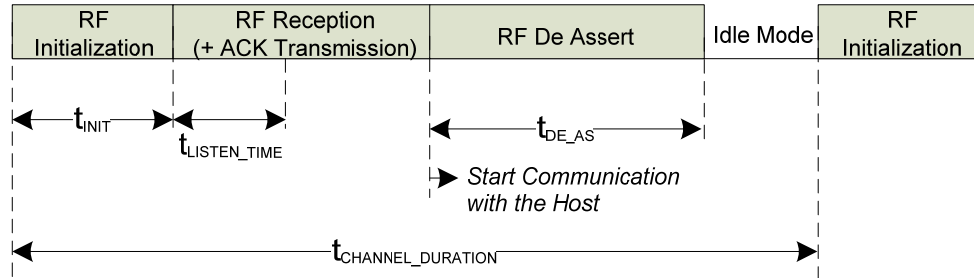 RF
Initialization
RF Reception
(+ ACK Transmission)
RF De Assert
Idle Mode
RF
Initialization
tINIT
tLISTEN_TIME
tDE_AS
Start Communication
with the Host
tCHANNEL_DURATION